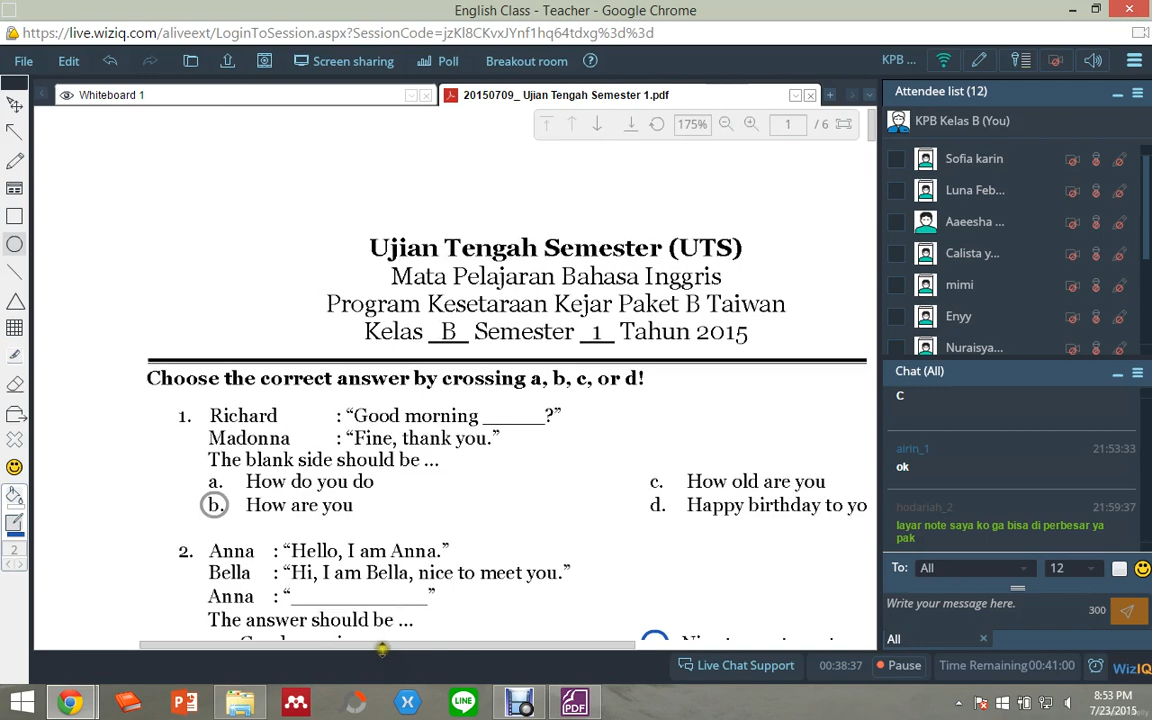 English Class - Teacher - Google Chrome
https://live.wiziq.com/aliveext/LoginToSession.aspx?SessionCode=jzKl8CKvxJYnf1hq64tdxg%3d%3d
File Edit Screen sharing Poll Breakout room ? KPB ...
Whiteboard 1
20150709_ Ujian Tengah Semester 1.pdf
175% 1 / 6
Ujian Tengah Semester (UTS)
Mata Pelajaran Bahasa Inggris
Program Kesetaraan Kejar Paket B Taiwan
Kelas B Semester 1 Tahun 2015
Choose the correct answer by crossing a, b, c, or d!
1. Richard : “Good morning ______?”
Madonna : “Fine, thank you.”
The blank side should be ...
a. How do you do
c. How old are you
b. How are you
d. Happy birthday to yo
2. Anna : “Hello, I am Anna.”
Bella : “Hi, I am Bella, nice to meet you.”
Anna : “_____________”
The answer should be ...
Attendee list (12)
KPB Kelas B (You)
Sofia karin
Luna Feb...
Aaeesha ...
Calista y...
mimi
Enyy
Nuraisya...
Chat (All)
C
airin_1 21:53:33
ok
hodariah_2 21:59:37
layar note saya ko ga bisa di perbesar ya
pak
To: All 12
Write your message here. 300
All
2
Live Chat Support 00:38:37 Pause Time Remaining 00:41:00 WizIQ
LINE PDF
8:53 PM
7/23/2015